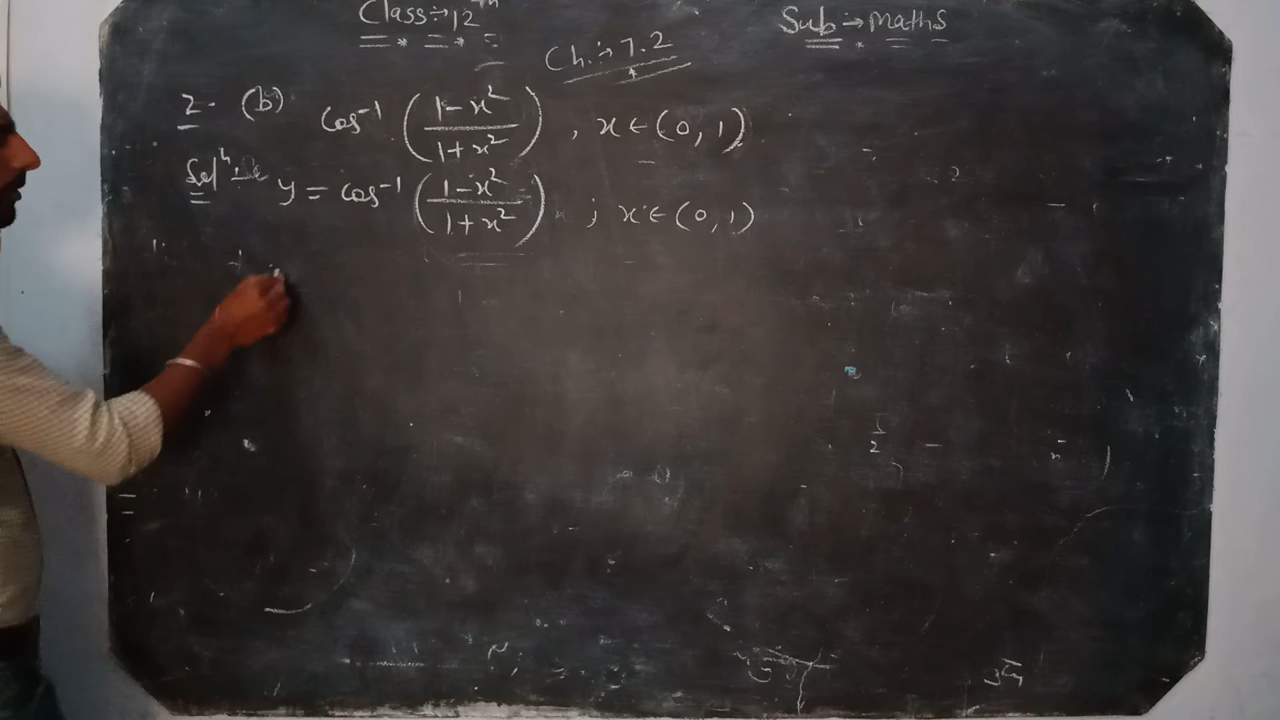 Class :- 12th
Sub :- Maths
Ch. :- 7.2
2. (b) cos⁻¹ ( (1-x²) / (1+x²) ) , x ∈ (0, 1)
Solⁿ y = cos⁻¹ ( (1-x²) / (1+x²) ) ; x ∈ (0, 1)